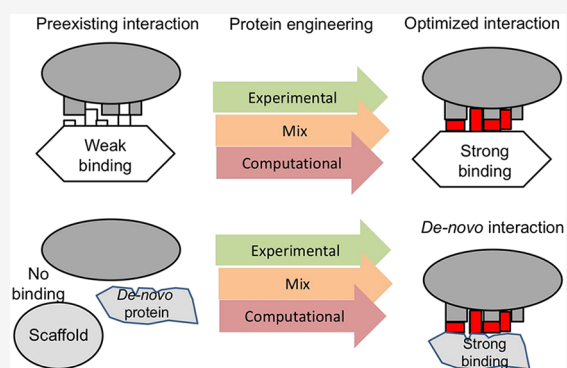 Preexisting interaction
Protein engineering
Optimized interaction
Experimental
Mix
Computational
Weak
binding
Strong
binding
De-novo interaction
Experimental
Mix
Computational
No
binding
De-novo
protein
Scaffold
Strong
binding